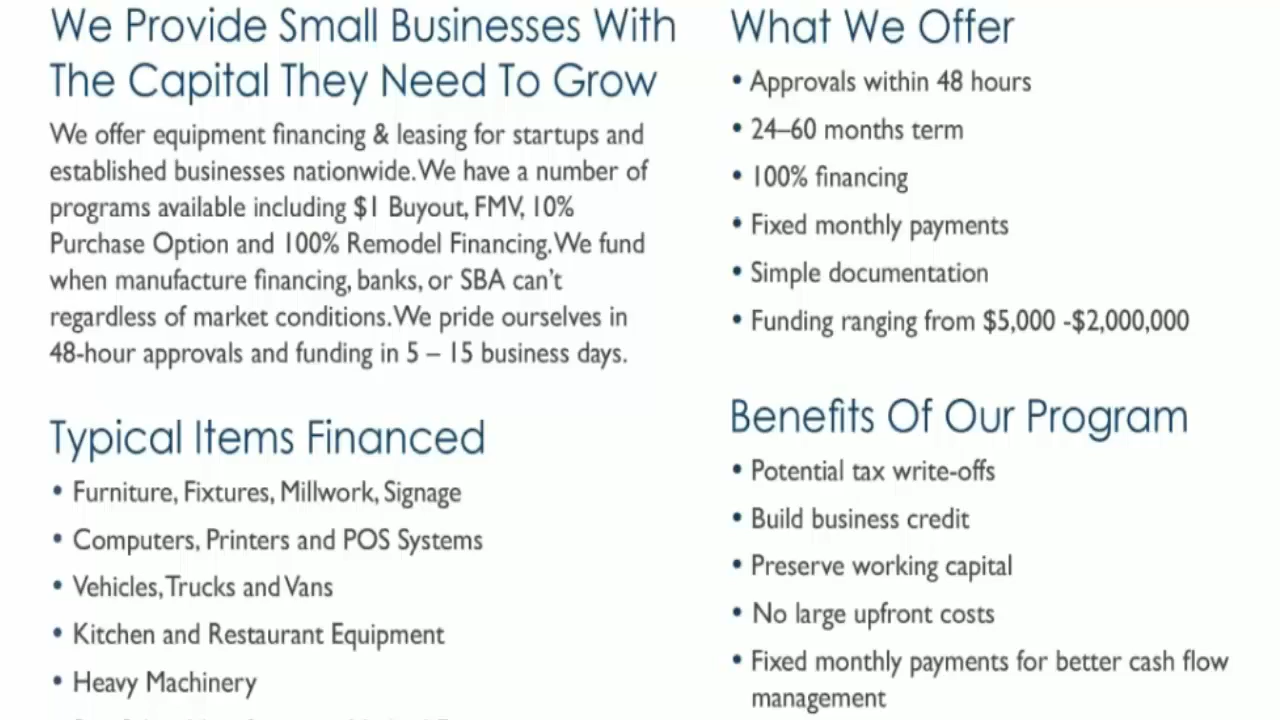 We Provide Small Businesses With
The Capital They Need To Grow
We offer equipment financing & leasing for startups and
established businesses nationwide. We have a number of
programs available including $1 Buyout, FMV, 10%
Purchase Option and 100% Remodel Financing. We fund
when manufacture financing, banks, or SBA can't
regardless of market conditions. We pride ourselves in
48-hour approvals and funding in 5 – 15 business days.
Typical Items Financed
• Furniture, Fixtures, Millwork, Signage
• Computers, Printers and POS Systems
• Vehicles, Trucks and Vans
• Kitchen and Restaurant Equipment
• Heavy Machinery
What We Offer
• Approvals within 48 hours
• 24–60 months term
• 100% financing
• Fixed monthly payments
• Simple documentation
• Funding ranging from $5,000 -$2,000,000
Benefits Of Our Program
• Potential tax write-offs
• Build business credit
• Preserve working capital
• No large upfront costs
• Fixed monthly payments for better cash flow
management